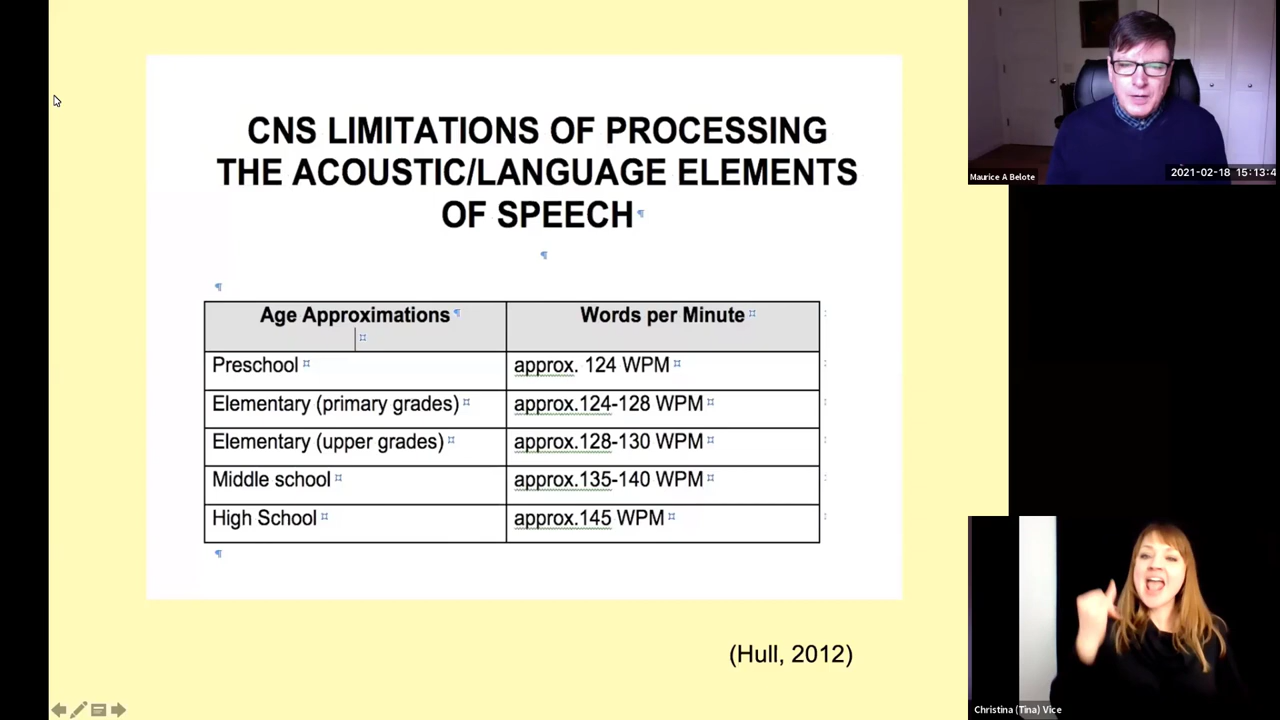 CNS LIMITATIONS OF PROCESSING
THE ACOUSTIC/LANGUAGE ELEMENTS
OF SPEECH
Age Approximations Words per Minute
Preschool approx. 124 WPM
Elementary (primary grades) approx.124-128 WPM
Elementary (upper grades) approx.128-130 WPM
Middle school approx.135-140 WPM
High School approx.145 WPM
(Hull, 2012)
Maurice A Belote
2021-02-18 15:13:4
Christina (Tina) Vice